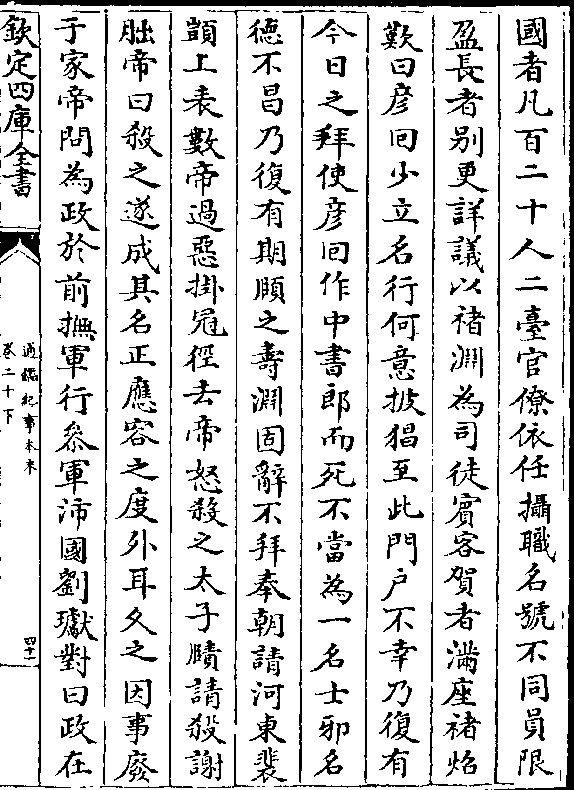 國者凡百二十人二臺官僚依任攝職名號不同員限
盈長者别更詳議以褚淵為司徒賓客賀者滿座褚炤
歎曰彦回少立名行何意披猖至此門户不幸乃復有
今日之拜使彦回作中書郎而死不當為一名士邪名
徳不昌乃復有期頤之壽淵固辭不拜奉朝請河東裴
顗上表數帝過惡掛冠徑去帝怒殺之太子賾請殺謝
朏帝曰殺之遂成其名正應容之度外耳久之因事廢
于家帝問為政於前撫軍行參軍沛國劉瓛對曰政在
欽定四庫全書
通鑑紀事本末
卷二十下
四十一